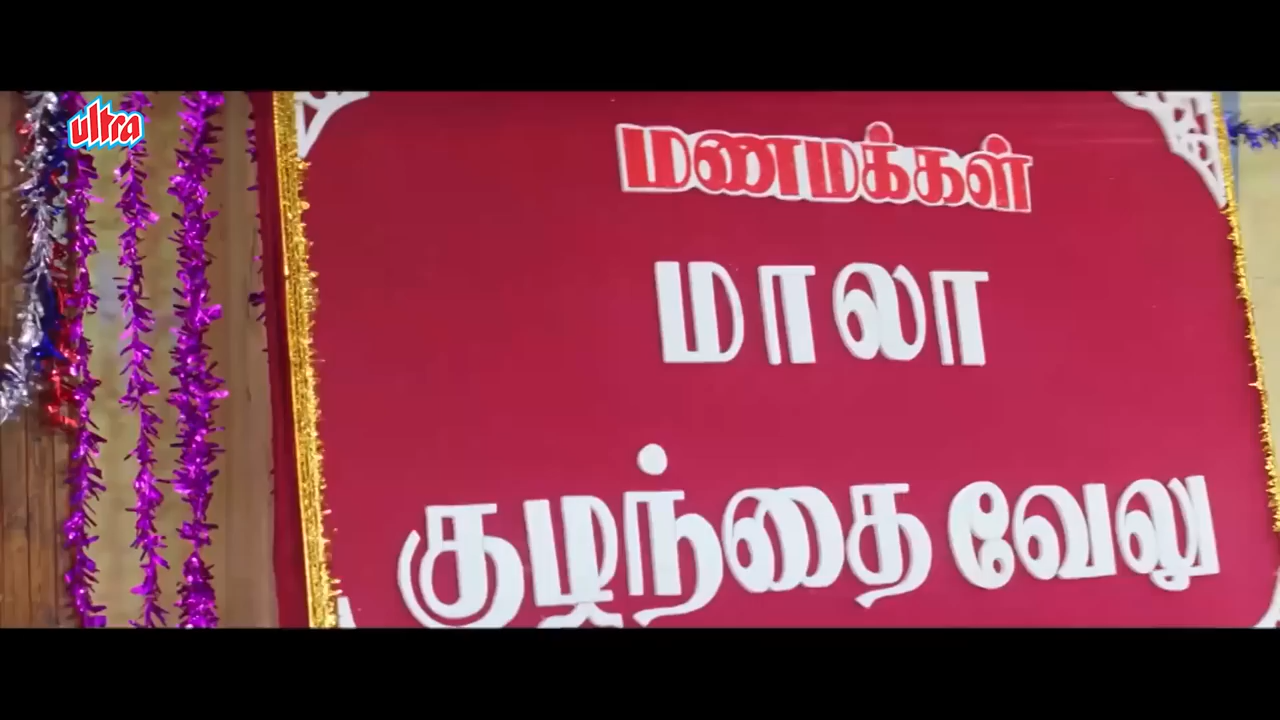 ultra
மணமக்கள்
மாலா
குழந்தை வேலு